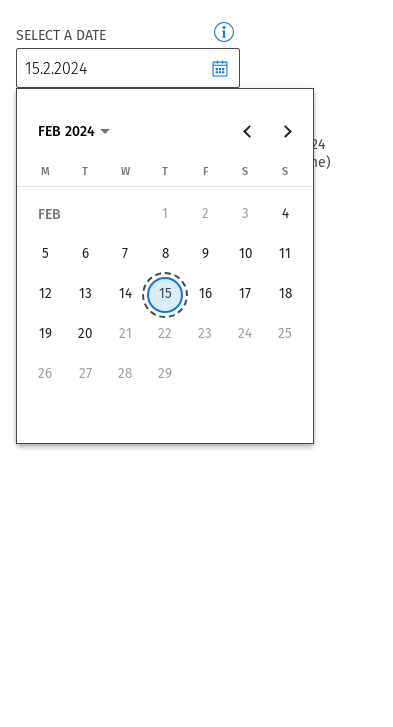 SELECT A DATE
15.2.2024
FEB 2024
M T W T F S S
FEB 1 2 3 4
5 6 7 8 9 10 11
12 13 14 15 16 17 18
19 20 21 22 23 24 25
26 27 28 29